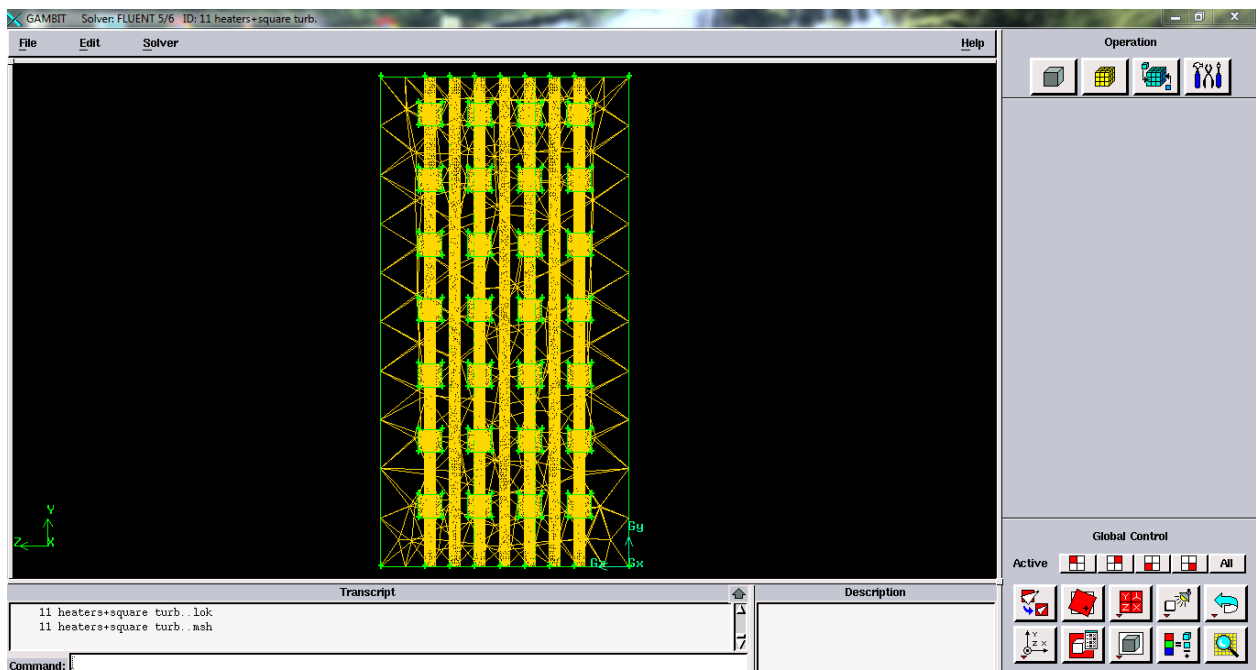 GAMBIT Solver: FLUENT 5/6 ID: 11 heaters+square turb.
File Edit Solver Help
Operation
Y
Z X
Gy
Gz Gx
Global Control
Active All
Transcript
Description
11 heaters+square turb..lok
11 heaters+square turb..msh
Command: